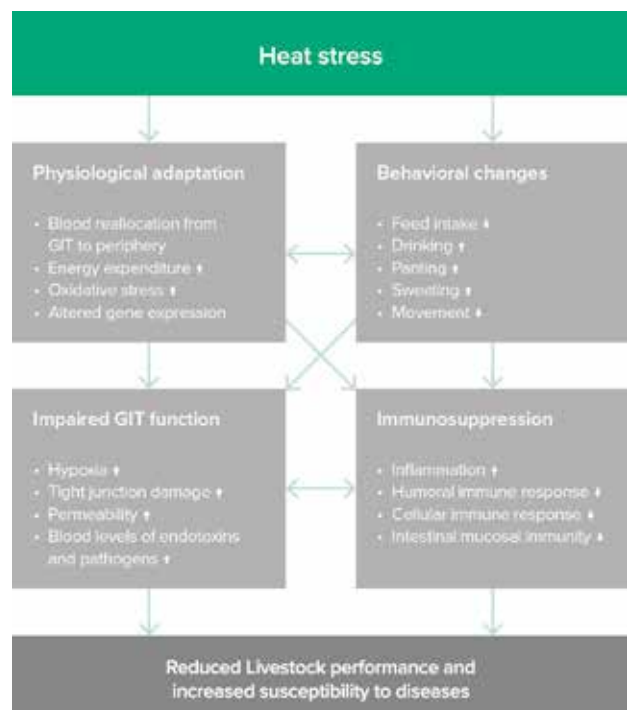 Heat stress
Physiological adaptation
• Blood reallocation from
GIT to periphery
• Energy expenditure ↑
• Oxidative stress ↑
• Altered gene expression
Behavioral changes
• Feed intake ↓
• Drinking ↑
• Panting ↑
• Sweating ↑
• Movement ↓
Impaired GIT function
• Hypoxia ↑
• Tight junction damage ↑
• Permeability ↑
• Blood levels of endotoxins
and pathogens ↑
Immunosuppression
• Inflammation ↑
• Humoral immune response ↓
• Cellular immune response ↓
• Intestinal mucosal immunity ↓
Reduced Livestock performance and
increased susceptibility to diseases